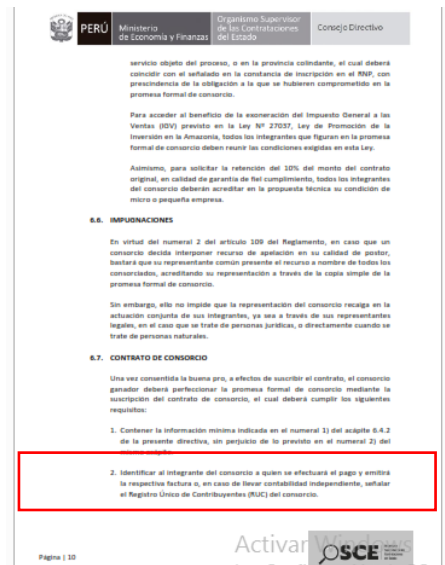 PERÚ
Ministerio
de Economía y Finanzas
Organismo Supervisor
de las Contrataciones
del Estado
Consejo Directivo
servicio objeto del proceso, o en la provincia colindante, el cual deberá
coincidir con el señalado en la constancia de inscripción en el RNP, con
prescindencia de la obligación a la que se hubieren comprometido en la
promesa formal de consorcio.
Para acceder al beneficio de la exoneración del Impuesto General a las
Ventas (IGV) previsto en la Ley Nº 27037, Ley de Promoción de la
Inversión en la Amazonía, todos los integrantes que figuran en la promesa
formal de consorcio deben reunir las condiciones exigidas en esta Ley.
Asimismo, para solicitar la retención del 10% del monto del contrato
original, en calidad de garantía de fiel cumplimiento, todos los integrantes
del consorcio deberán acreditar en la propuesta técnica su condición de
micro o pequeña empresa.
6.6. IMPUGNACIONES
En virtud del numeral 2 del artículo 109 del Reglamento, en caso que un
consorcio decida interponer recurso de apelación en su calidad de postor,
bastará que su representante común presente el recurso a nombre de todos los
consorciados, acreditando su representación a través de la copia simple de la
promesa formal de consorcio.
Sin embargo, ello no impide que la representación del consorcio recaiga en la
actuación conjunta de sus integrantes, ya sea a través de sus representantes
legales, en el caso que se trate de personas jurídicas, o directamente cuando se
trate de personas naturales.
6.7. CONTRATO DE CONSORCIO
Una vez consentida la buena pro, a efectos de suscribir el contrato, el consorcio
ganador deberá perfeccionar la promesa formal de consorcio mediante la
suscripción del contrato de consorcio, el cual deberá cumplir los siguientes
requisitos:
1. Contener la información mínima indicada en el numeral 1) del acápite 6.4.2
de la presente directiva, sin perjuicio de lo previsto en el numeral 2) del
mismo acápite.
2. Identificar al integrante del consorcio a quien se efectuará el pago y emitirá
la respectiva factura o, en caso de llevar contabilidad independiente, señalar
el Registro Único de Contribuyentes (RUC) del consorcio.
Activar Windows
Página | 10
OSCE